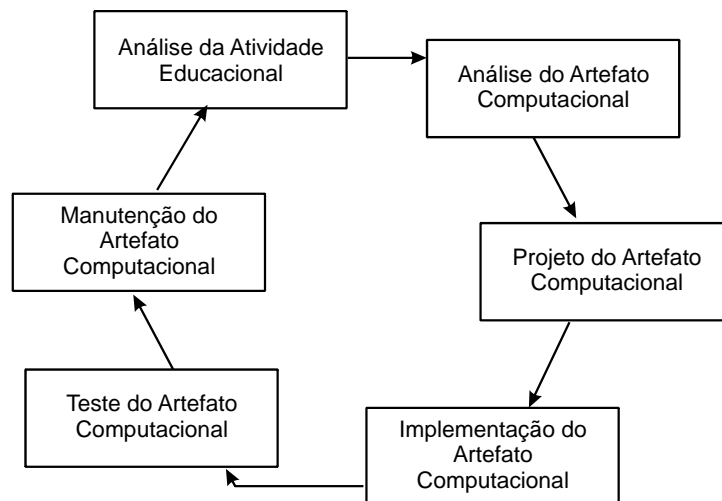 Análise da Atividade
Educacional
Análise do Artefato
Computacional
Projeto do Artefato
Computacional
Implementação do
Artefato
Computacional
Teste do Artefato
Computacional
Manutenção do
Artefato
Computacional